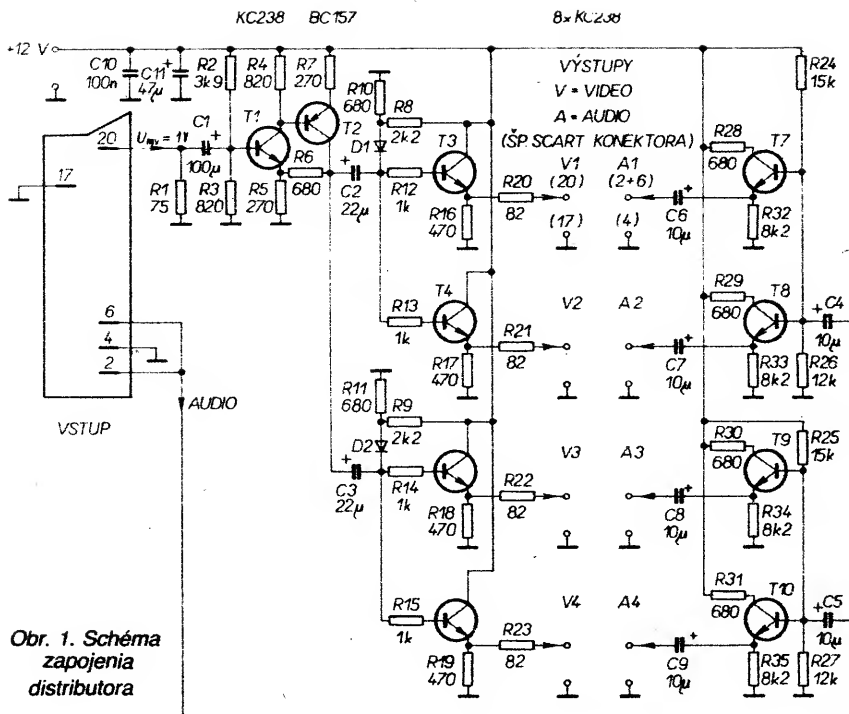 KC238 BC157 8×KC238
+12 V
C10
100n
C11 +
47µ
R2
3k9
R4
820
R7
270
R10
680
R8
2k2
D1
VÝSTUPY
V = VIDEO
A = AUDIO
(ŠP. SCART KONEKTORA)
R24
15k
20
17
C1
+
100µ
R1
75
R3
820
T1
T2
R6
680
R5
270
C2
+
22µ
R12
1k
T3
R16
470
R20
82
V1
(20)
(17)
A1
(2+6)
(4)
C6
+
10µ
R28
680
T7
R32
8k2
R13
1k
T4
R17
470
R21
82
V2
A2
C7
+
10µ
R29
680
T8
R33
8k2
C4
+
10µ
R26
12k
6
4
2
AUDIO
VSTUP
R11
680
R9
2k2
D2
C3
+
22µ
R14
1k
R18
470
R22
82
V3
A3
C8
+
10µ
R30
680
T9
R34
8k2
R25
15k
R15
1k
R19
470
R23
82
V4
A4
C9
+
10µ
R31
680
T10
R35
8k2
C5
+
10µ
R27
12k
Obr. 1. Schéma
zapojenia
distributora